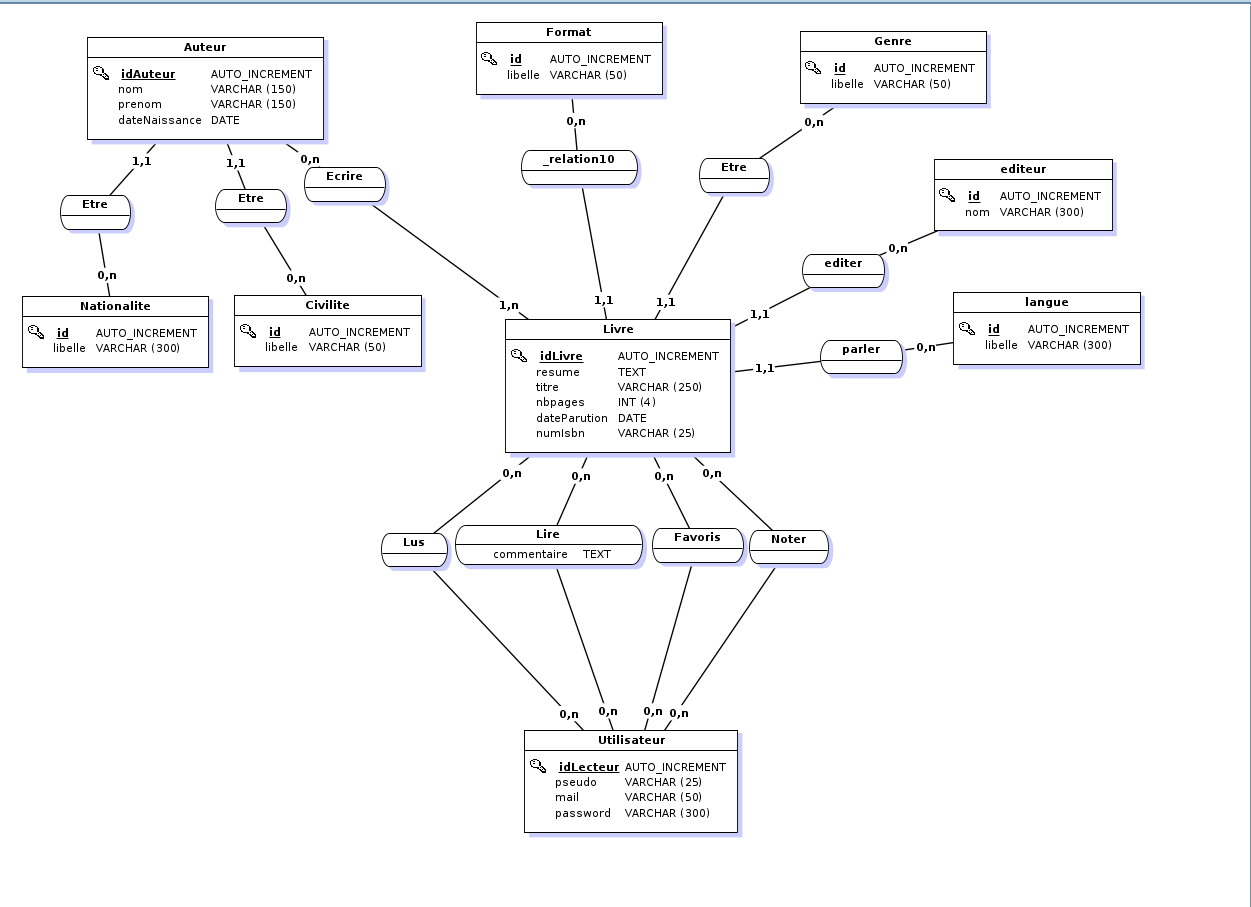 Auteur
idAuteur AUTO_INCREMENT
nom VARCHAR (150)
prenom VARCHAR (150)
dateNaissance DATE
Format
id AUTO_INCREMENT
libelle VARCHAR (50)
Genre
id AUTO_INCREMENT
libelle VARCHAR (50)
1,1
1,1
0,n
0,n
0,n
Etre
Etre
Ecrire
_relation10
Etre
editeur
id AUTO_INCREMENT
nom VARCHAR (300)
0,n
editer
1,1
0,n
0,n
1,n
1,1
1,1
Nationalite
id AUTO_INCREMENT
libelle VARCHAR (300)
Civilite
id AUTO_INCREMENT
libelle VARCHAR (50)
langue
id AUTO_INCREMENT
libelle VARCHAR (300)
0,n
parler
1,1
Livre
idLivre AUTO_INCREMENT
resume TEXT
titre VARCHAR (250)
nbpages INT (4)
dateParution DATE
numIsbn VARCHAR (25)
0,n
0,n
0,n
0,n
Lus
Lire
commentaire TEXT
Favoris
Noter
0,n
0,n
0,n
0,n
Utilisateur
idLecteur AUTO_INCREMENT
pseudo VARCHAR (25)
mail VARCHAR (50)
password VARCHAR (300)